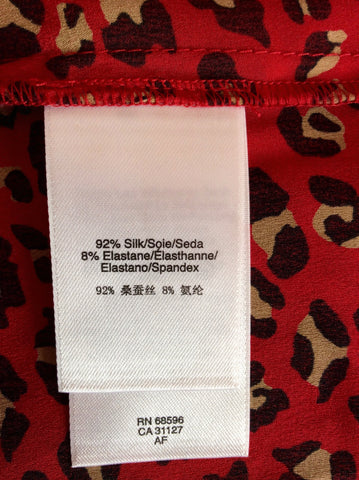 92% Silk/Soie/Seda
8% Elastane/Élasthanne/
Elastano/Spandex
92% 桑蚕丝 8% 氨纶
RN 68596
CA 31127
AF